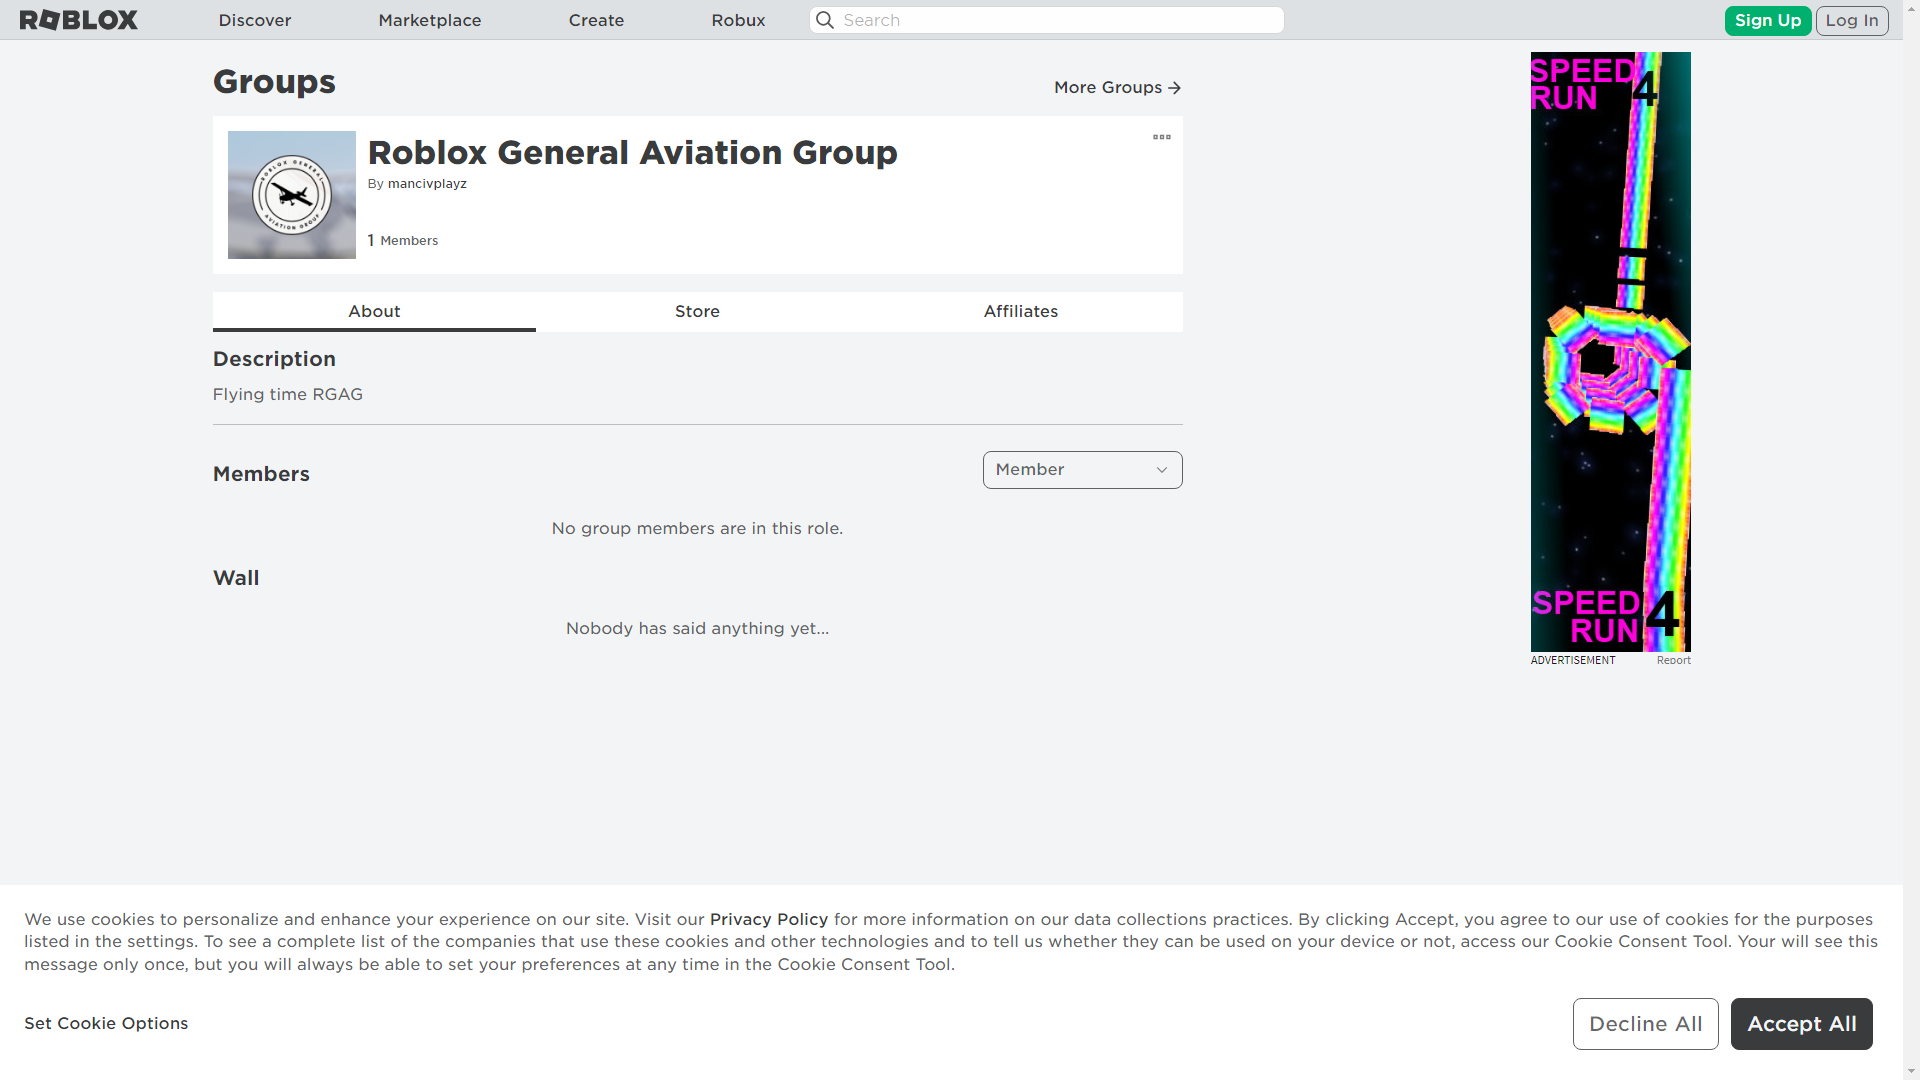 ROBLOX
Discover
Marketplace
Create
Robux
Search
Sign Up
Log In
Groups
More Groups
ROBLOX GENERAL
AVIATION GROUP
Roblox General Aviation Group
By mancivplayz
1 Members
About
Store
Affiliates
Description
Flying time RGAG
Members
Member
No group members are in this role.
Wall
Nobody has said anything yet...
SPEED
RUN 4
SPEED
RUN 4
ADVERTISEMENT
Report
We use cookies to personalize and enhance your experience on our site. Visit our Privacy Policy for more information on our data collections practices. By clicking Accept, you agree to our use of cookies for the purposes
listed in the settings. To see a complete list of the companies that use these cookies and other technologies and to tell us whether they can be used on your device or not, access our Cookie Consent Tool. Your will see this
message only once, but you will always be able to set your preferences at any time in the Cookie Consent Tool.
Set Cookie Options
Decline All
Accept All